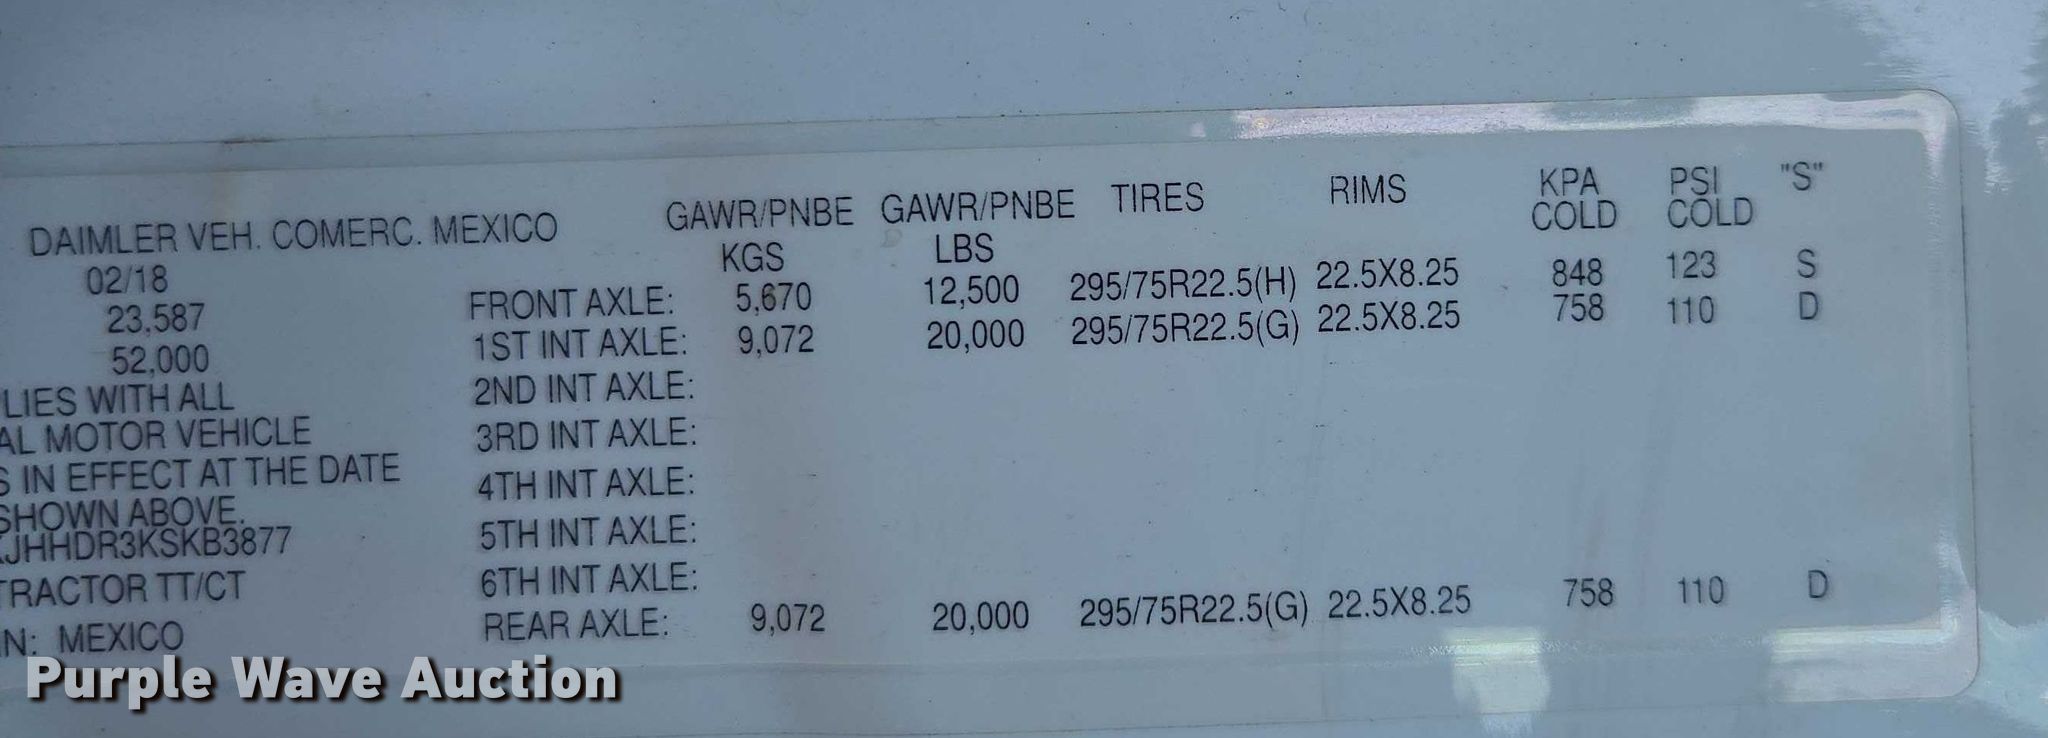 DAIMLER VEH. COMERC. MEXICO GAWR/PNBE GAWR/PNBE TIRES RIMS KPA PSI "S"
KGS LBS COLD COLD
02/18
23,587 FRONT AXLE: 5,670 12,500 295/75R22.5(H) 22.5X8.25 848 123 S
52,000 1ST INT AXLE: 9,072 20,000 295/75R22.5(G) 22.5X8.25 758 110 D
LIES WITH ALL 2ND INT AXLE:
AL MOTOR VEHICLE 3RD INT AXLE:
S IN EFFECT AT THE DATE 4TH INT AXLE:
SHOWN ABOVE.
JHHDR3KSKB3877 5TH INT AXLE:
TRACTOR TT/CT 6TH INT AXLE:
IN: MEXICO REAR AXLE: 9,072 20,000 295/75R22.5(G) 22.5X8.25 758 110 D
Purple Wave Auction